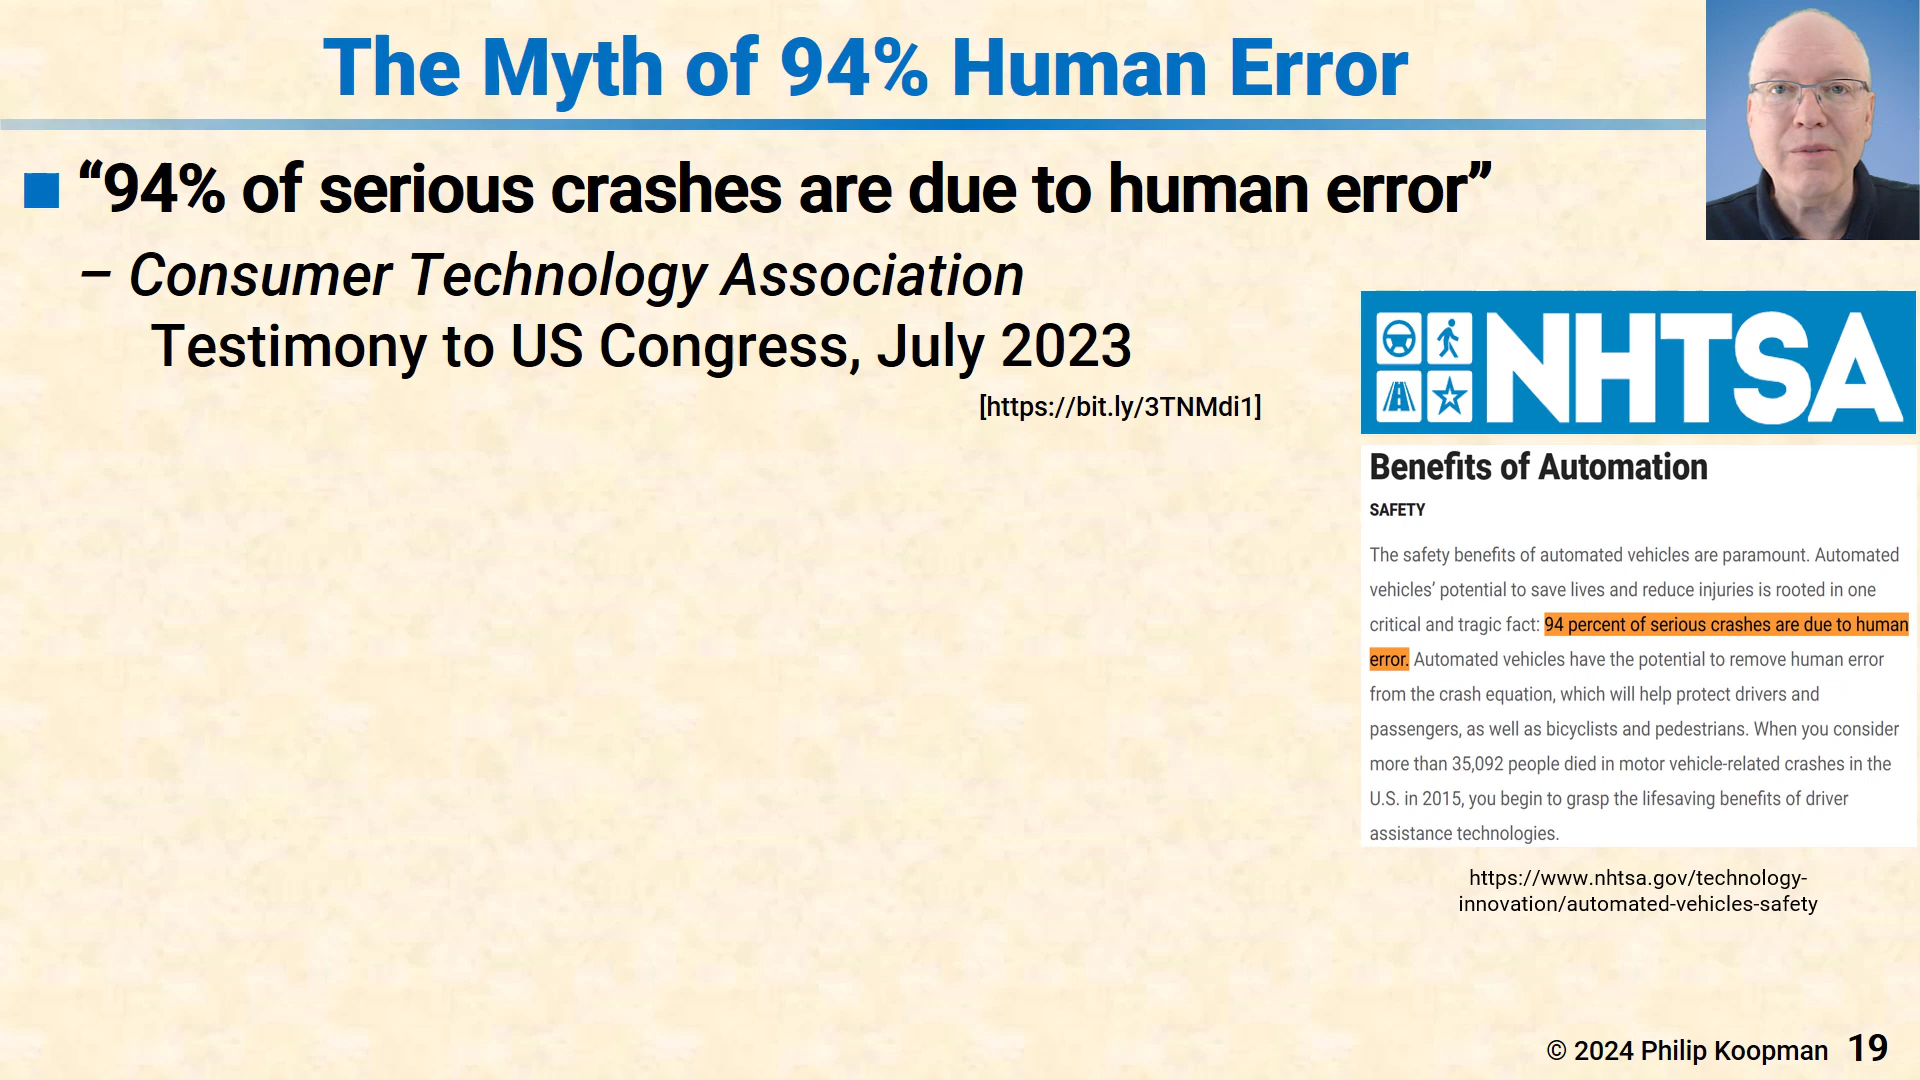 The Myth of 94% Human Error
“94% of serious crashes are due to human error”
– Consumer Technology Association
Testimony to US Congress, July 2023
[https://bit.ly/3TNMdi1]
NHTSA
Benefits of Automation
SAFETY
The safety benefits of automated vehicles are paramount. Automated
vehicles’ potential to save lives and reduce injuries is rooted in one
critical and tragic fact: 94 percent of serious crashes are due to human
error. Automated vehicles have the potential to remove human error
from the crash equation, which will help protect drivers and
passengers, as well as bicyclists and pedestrians. When you consider
more than 35,092 people died in motor vehicle-related crashes in the
U.S. in 2015, you begin to grasp the lifesaving benefits of driver
assistance technologies.
https://www.nhtsa.gov/technology-
innovation/automated-vehicles-safety
© 2024 Philip Koopman 19